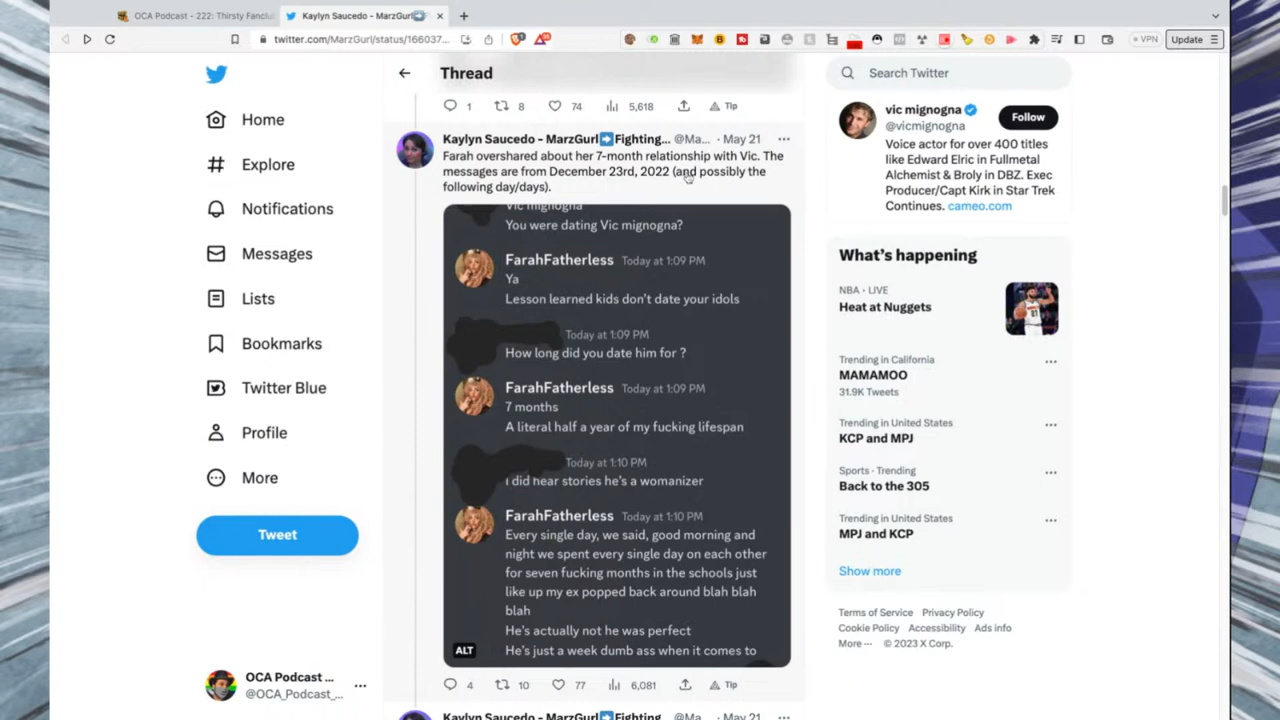 OCA Podcast - 222: Thirsty Fanclu
Kaylyn Saucedo - MarzGurl➡️
twitter.com/MarzGurl/status/166037...
VPN
Update
Home
Explore
Notifications
Messages
Lists
Bookmarks
Twitter Blue
Profile
More
Tweet
OCA Podcast ...
@OCA_Podcast_...
Thread
1 8 74 5,618 Tip
Kaylyn Saucedo - MarzGurl➡️Fighting... @Ma... · May 21
Farah overshared about her 7-month relationship with Vic. The
messages are from December 23rd, 2022 (and possibly the
following day/days).
Vic mignogna
You were dating Vic mignogna?
FarahFatherless Today at 1:09 PM
Ya
Lesson learned kids don't date your idols
Today at 1:09 PM
How long did you date him for ?
FarahFatherless Today at 1:09 PM
7 months
A literal half a year of my fucking lifespan
Today at 1:10 PM
I did hear stories he's a womanizer
FarahFatherless Today at 1:10 PM
Every single day, we said, good morning and
night we spent every single day on each other
for seven fucking months in the schools just
like up my ex popped back around blah blah
blah
He's actually not he was perfect
He's just a week dumb ass when it comes to
ALT
4 10 77 6,081 Tip
Kaylyn Saucedo - MarzGurl➡️Fighting... @Ma... · May 21
Search Twitter
vic mignogna
@vicmignogna
Follow
Voice actor for over 400 titles
like Edward Elric in Fullmetal
Alchemist & Broly in DBZ. Exec
Producer/Capt Kirk in Star Trek
Continues. cameo.com
What's happening
NBA · LIVE
Heat at Nuggets
Trending in California
MAMAMOO
31.9K Tweets
Trending in United States
KCP and MPJ
Sports · Trending
Back to the 305
Trending in United States
MPJ and KCP
Show more
Terms of Service Privacy Policy
Cookie Policy Accessibility Ads info
More ··· © 2023 X Corp.